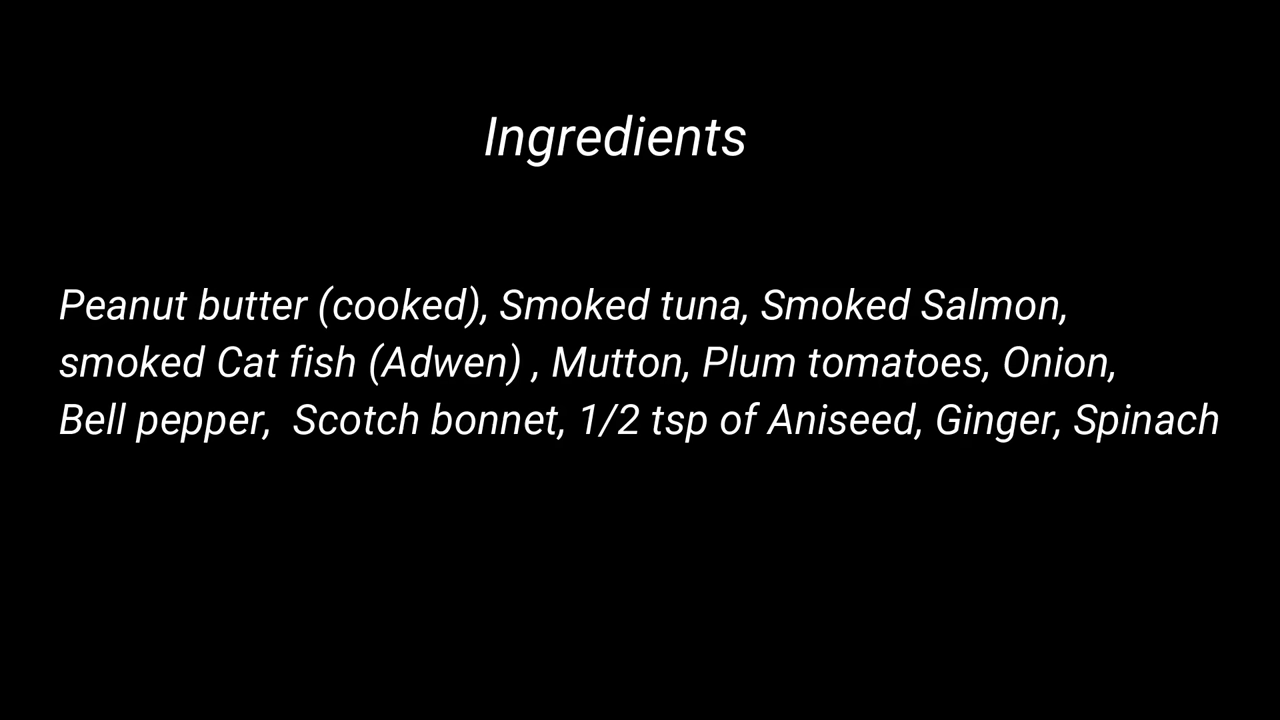 Ingredients
Peanut butter (cooked), Smoked tuna, Smoked Salmon,
smoked Cat fish (Adwen) , Mutton, Plum tomatoes, Onion,
Bell pepper,  Scotch bonnet, 1/2 tsp of Aniseed, Ginger, Spinach